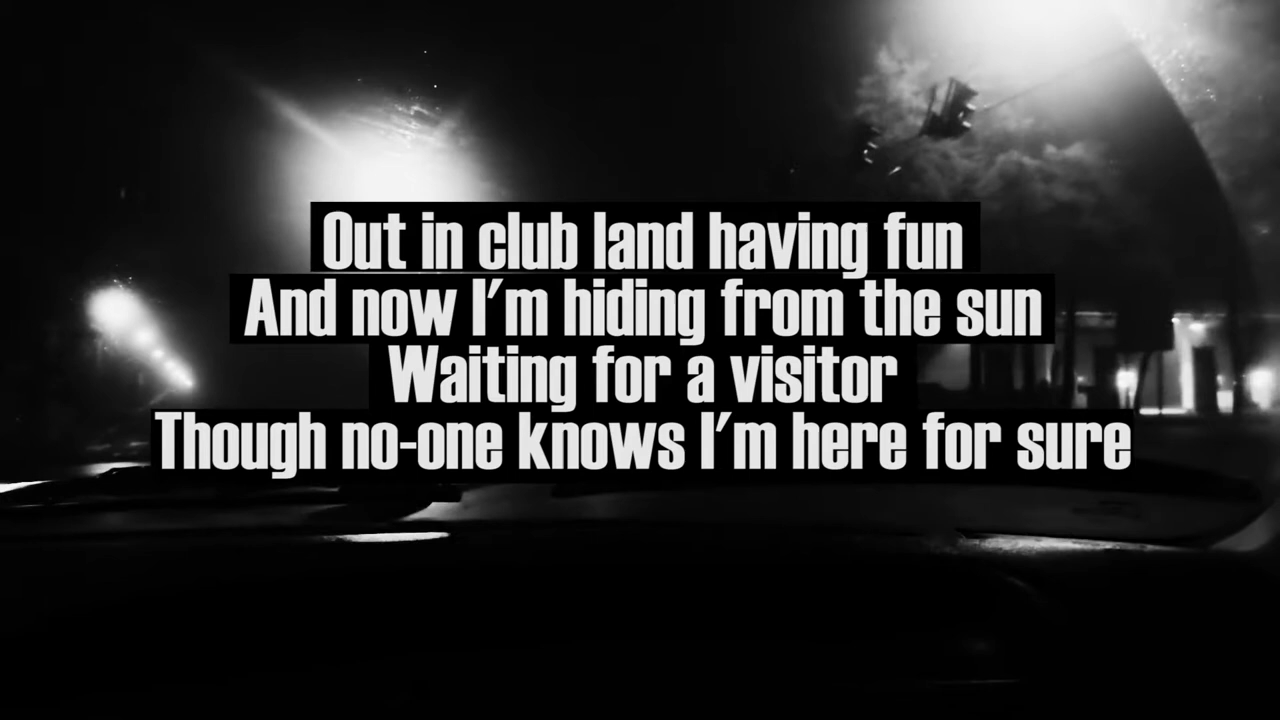 Out in club land having fun
And now I'm hiding from the sun
Waiting for a visitor
Though no-one knows I'm here for sure